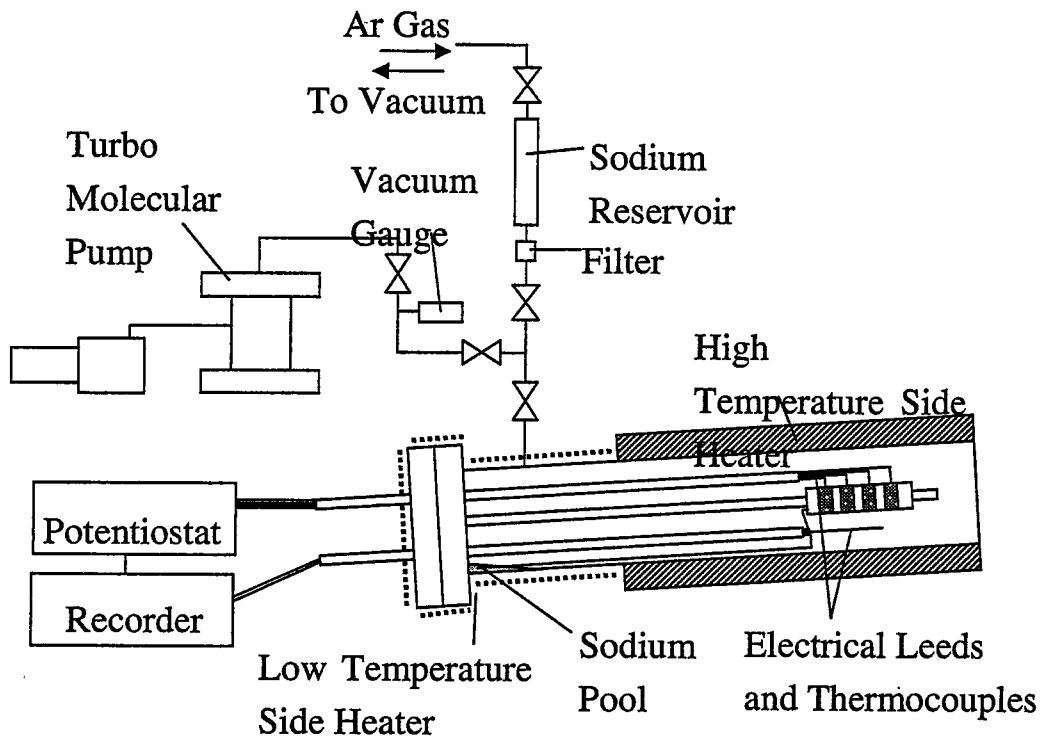 Ar Gas
To Vacuum
Turbo
Molecular
Pump
Vacuum
Gauge
Sodium
Reservoir
Filter
High
Temperature Side
Heater
Potentiostat
Recorder
Low Temperature
Side Heater
Sodium
Pool
Electrical Leeds
and Thermocouples